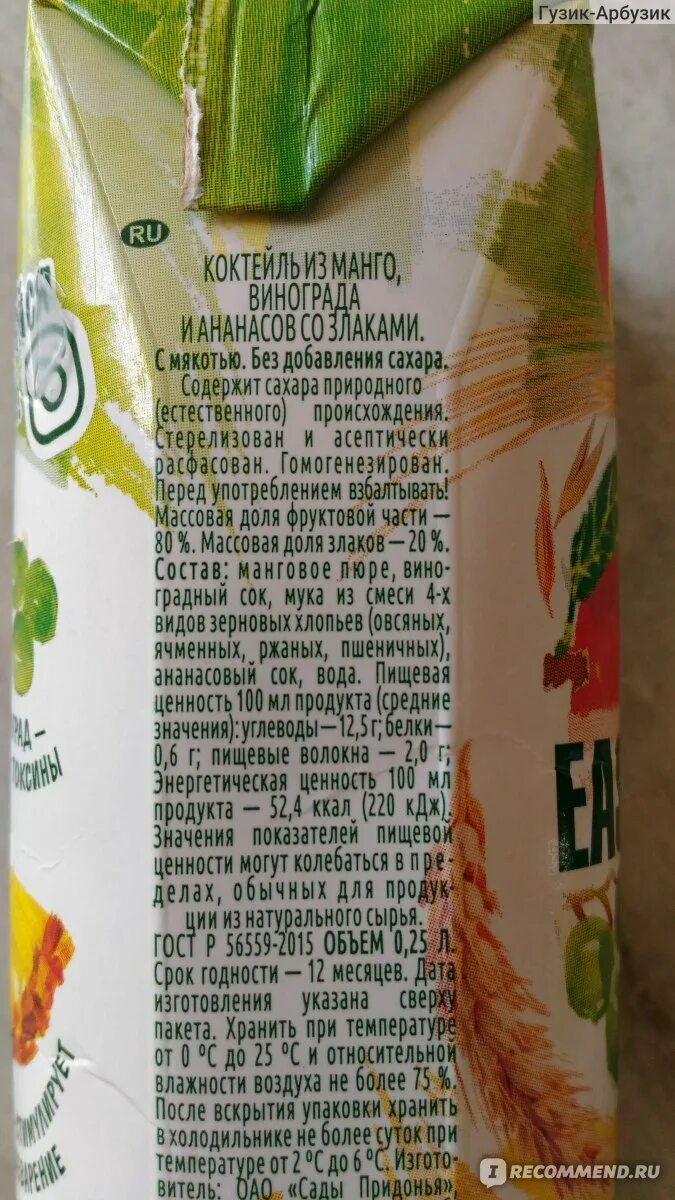 Гузик-Арбузик
RU
КОКТЕЙЛЬ ИЗ МАНГО,
ВИНОГРАДА
И АНАНАСОВ СО ЗЛАКАМИ.
С мякотью. Без добавления сахара.
Содержит сахара природного
(естественного) происхождения.
Стерелизован и асептически
расфасован. Гомогенезирован.
Перед употреблением взбалтывать!
Массовая доля фруктовой части —
80 %. Массовая доля злаков — 20 %.
Состав: манговое пюре, вино-
градный сок, мука из смеси 4-х
видов зерновых хлопьев (овсяных,
ячменных, ржаных, пшеничных),
ананасовый сок, вода. Пищевая
ценность 100 мл продукта (средние
значения): углеводы — 12,5 г; белки —
0,6 г; пищевые волокна — 2,0 г;
Энергетическая ценность 100 мл
продукта — 52,4 ккал (220 кДж).
Значения показателей пищевой
ценности могут колебаться в пре-
делах, обычных для продук-
ции из натурального сырья.
ГОСТ Р 56559-2015 ОБЪЕМ 0,25 Л.
Срок годности — 12 месяцев. Дата
изготовления указана сверху
пакета. Хранить при температуре
от 0 °С до 25 °С и относительной
влажности воздуха не более 75 %.
После вскрытия упаковки хранить
в холодильнике не более суток при
температуре от 2 °С до 6 °С. Изгото-
витель: ОАО «Сады Придонья»,
РАД —
ОКСИНЫ
ТИМУЛИРУЕТ
АРЕНИЕ
EAS
IRECOMMEND.RU